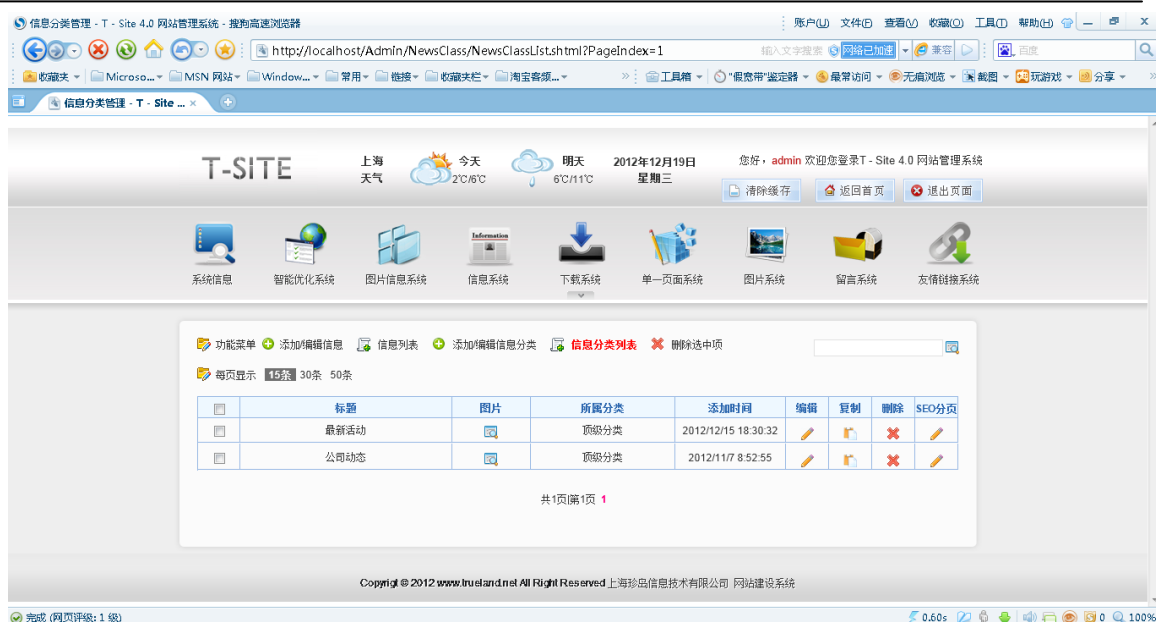 信息分类管理 - T - Site 4.0 网站管理系统 - 搜狗高速浏览器 账户(U) 文件(F) 查看(V) 收藏(O) 工具(T) 帮助(H)
http://localhost/Admin/NewsClass/NewsClassList.shtml?PageIndex=1 输入文字搜索 网络已加速 兼容 百度
收藏夹 Microso... MSN 网站 Window... 常用 链接 收藏夹栏 淘宝客频... » 工具箱 "假宽带"鉴定器 最常访问 无痕浏览 截图 玩游戏 分享 »
信息分类管理 - T - Site ... ×
T-SITE 上海 今天 明天 2012年12月19日 您好，admin 欢迎您登录T - Site 4.0 网站管理系统
天气 2℃/6℃ 6℃/11℃ 星期三 清除缓存 返回首页 退出页面
Information
系统信息 智能优化系统 图片信息系统 信息系统 下载系统 单一页面系统 图片系统 留言系统 友情链接系统
功能菜单 添加/编辑信息 信息列表 添加/编辑信息分类 信息分类列表 删除选中项
每页显示 15条 30条 50条
标题 图片 所属分类 添加时间 编辑 复制 删除 SEO分页
最新活动 顶级分类 2012/12/15 18:30:32
公司动态 顶级分类 2012/11/7 8:52:55
共1页|第1页 1
Copyrigt @ 2012 www.trueland.net All Right Reserved 上海珍岛信息技术有限公司 网站建设系统
完成 (网页评级: 1 级) 0.60s 0 100%